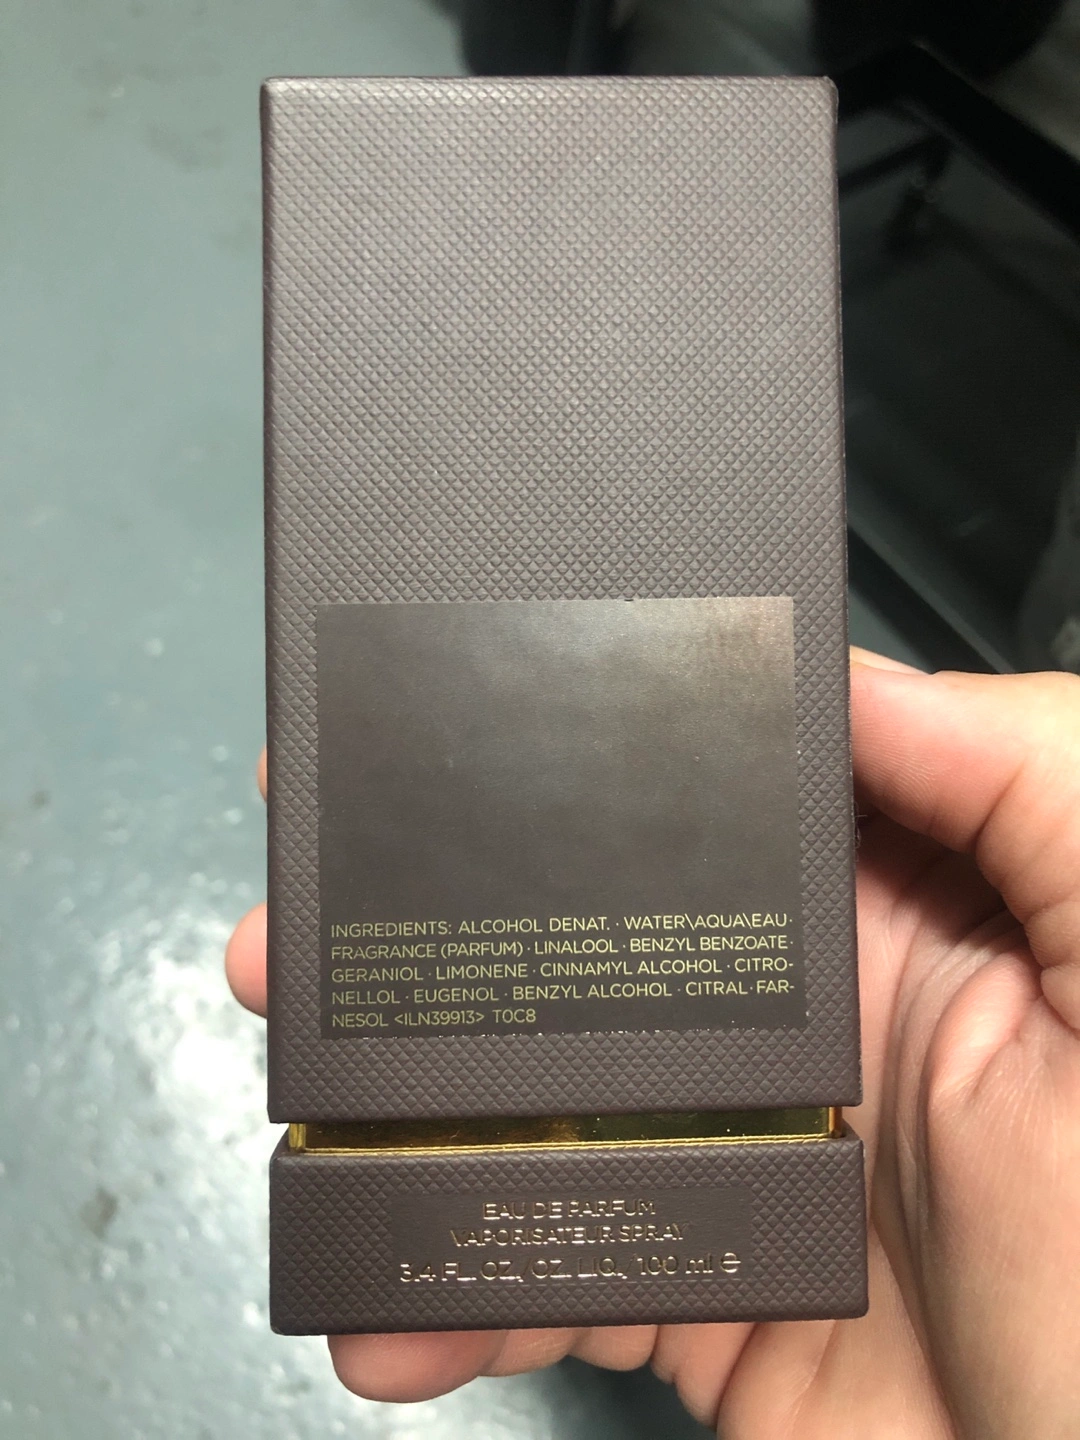 INGREDIENTS: ALCOHOL DENAT. · WATER\AQUA\EAU·
FRAGRANCE (PARFUM) · LINALOOL · BENZYL BENZOATE·
GERANIOL · LIMONENE · CINNAMYL ALCOHOL · CITRO-
NELLOL · EUGENOL · BENZYL ALCOHOL · CITRAL · FAR-
NESOL <ILN39913> T0C8
EAU DE PARFUM
VAPORISATEUR SPRAY
3.4 FL. OZ./OZ. LIQ./100 ml ℮